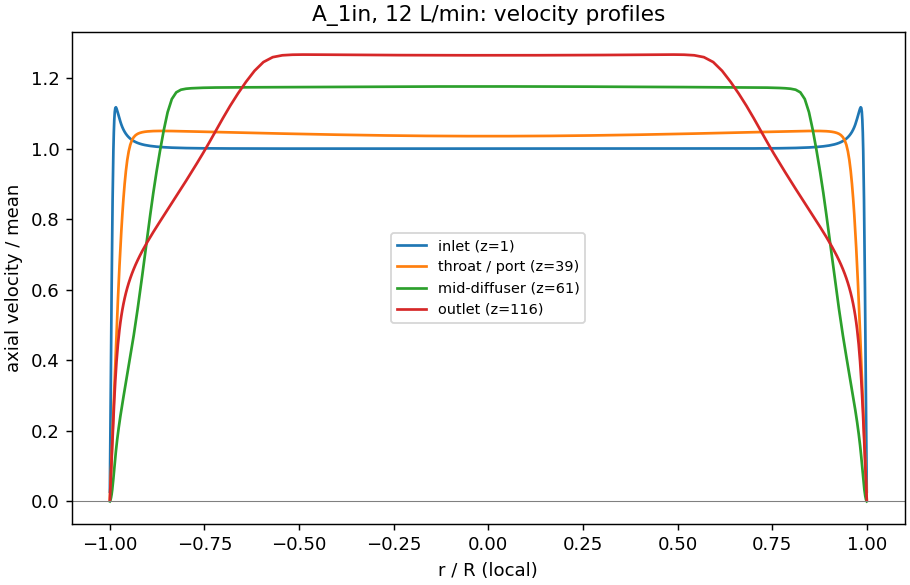 A_1in, 12 L/min: velocity profiles
axial velocity / mean
1.2
1.0
0.8
0.6
0.4
0.2
0.0
inlet (z=1)
throat / port (z=39)
mid-diffuser (z=61)
outlet (z=116)
−1.00 −0.75 −0.50 −0.25 0.00 0.25 0.50 0.75 1.00
r / R (local)